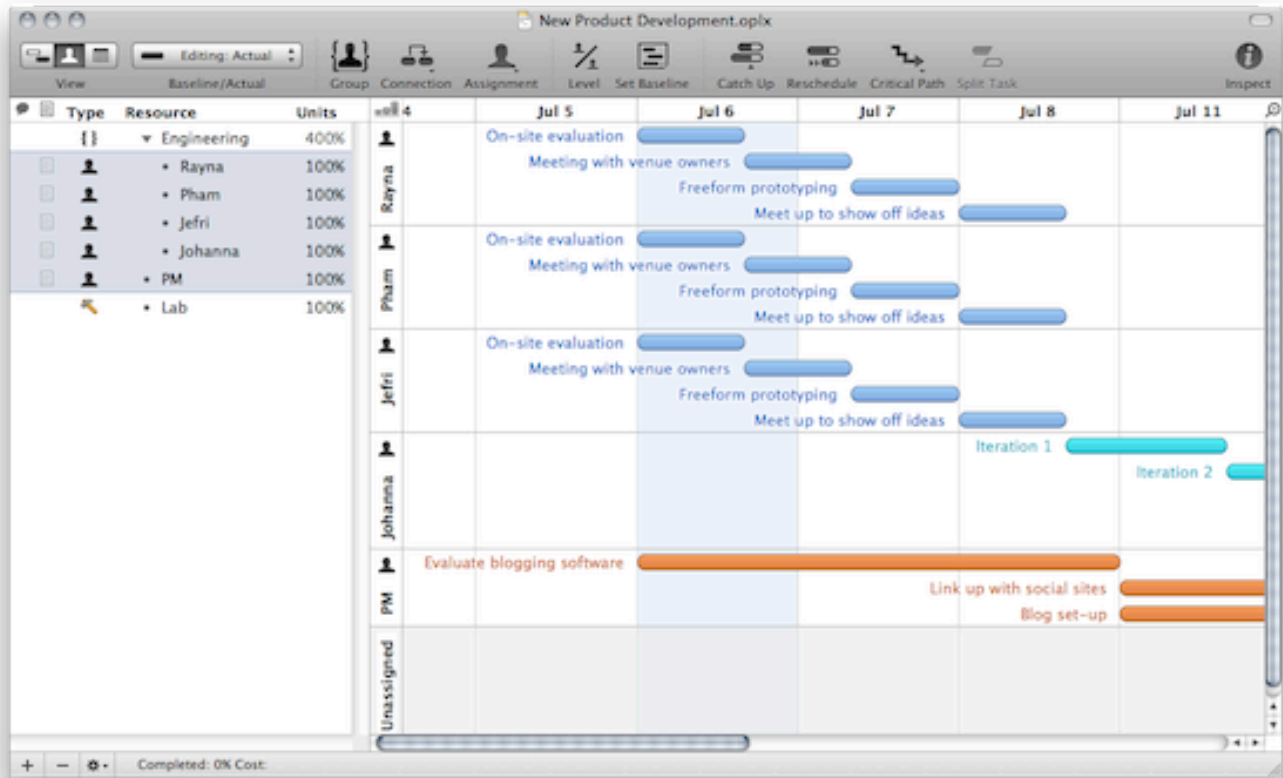 New Product Development.oplx
Editing: Actual
View Baseline/Actual Group Connection Assignment Level Set Baseline Catch Up Reschedule Critical Path Split Task Inspect
Type Resource Units
{ } Engineering 400%
Rayna 100%
Pham 100%
Jefri 100%
Johanna 100%
PM 100%
Lab 100%
4 Jul 5 Jul 6 Jul 7 Jul 8 Jul 11
Rayna
On-site evaluation
Meeting with venue owners
Freeform prototyping
Meet up to show off ideas
Pham
On-site evaluation
Meeting with venue owners
Freeform prototyping
Meet up to show off ideas
Jefri
On-site evaluation
Meeting with venue owners
Freeform prototyping
Meet up to show off ideas
Johanna
Iteration 1
Iteration 2
PM
Evaluate blogging software
Link up with social sites
Blog set-up
Unassigned
Completed: 0% Cost: